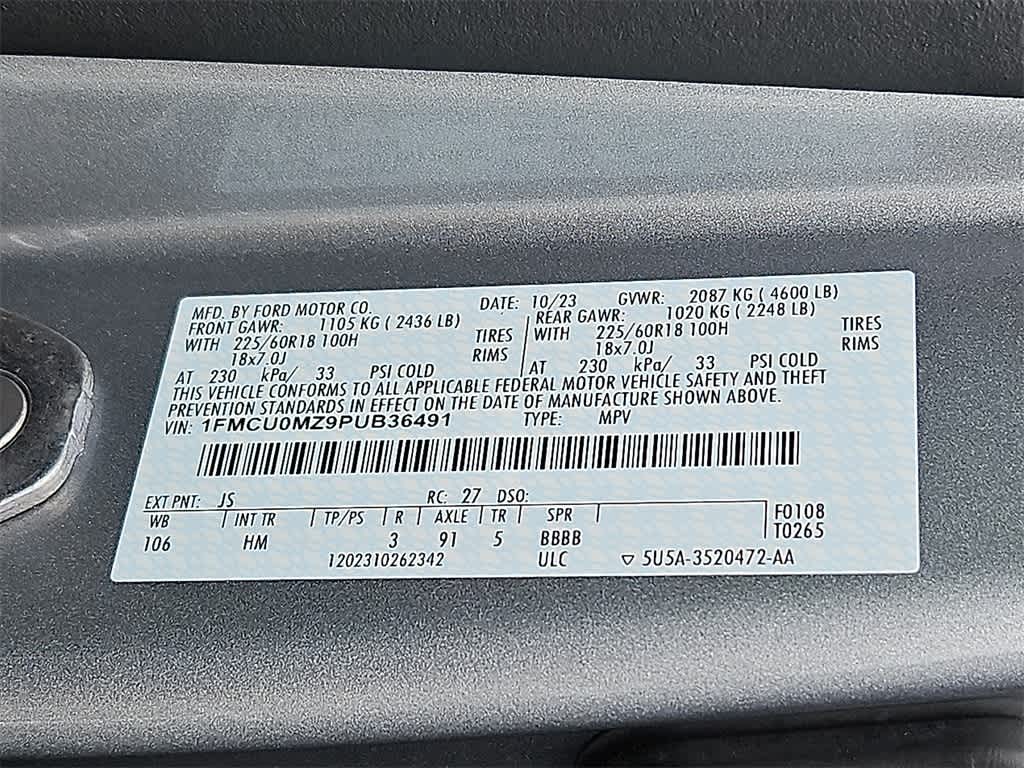 MFD. BY FORD MOTOR CO. DATE: 10/23 GVWR: 2087 KG ( 4600 LB)
FRONT GAWR: 1105 KG ( 2436 LB) REAR GAWR: 1020 KG ( 2248 LB)
WITH 225/60R18 100H TIRES WITH 225/60R18 100H TIRES
18x7.0J RIMS 18x7.0J RIMS
AT 230 kPa/ 33 PSI COLD AT 230 kPa/ 33 PSI COLD
THIS VEHICLE CONFORMS TO ALL APPLICABLE FEDERAL MOTOR VEHICLE SAFETY AND THEFT
PREVENTION STANDARDS IN EFFECT ON THE DATE OF MANUFACTURE SHOWN ABOVE.
VIN: 1FMCU0MZ9PUB36491 TYPE: MPV
EXT PNT: JS RC: 27 DSO:
WB INT TR TP/PS R AXLE TR SPR F0108
106 HM 3 91 5 BBBB T0265
1202310262342 ULC ▽ 5U5A-3520472-AA